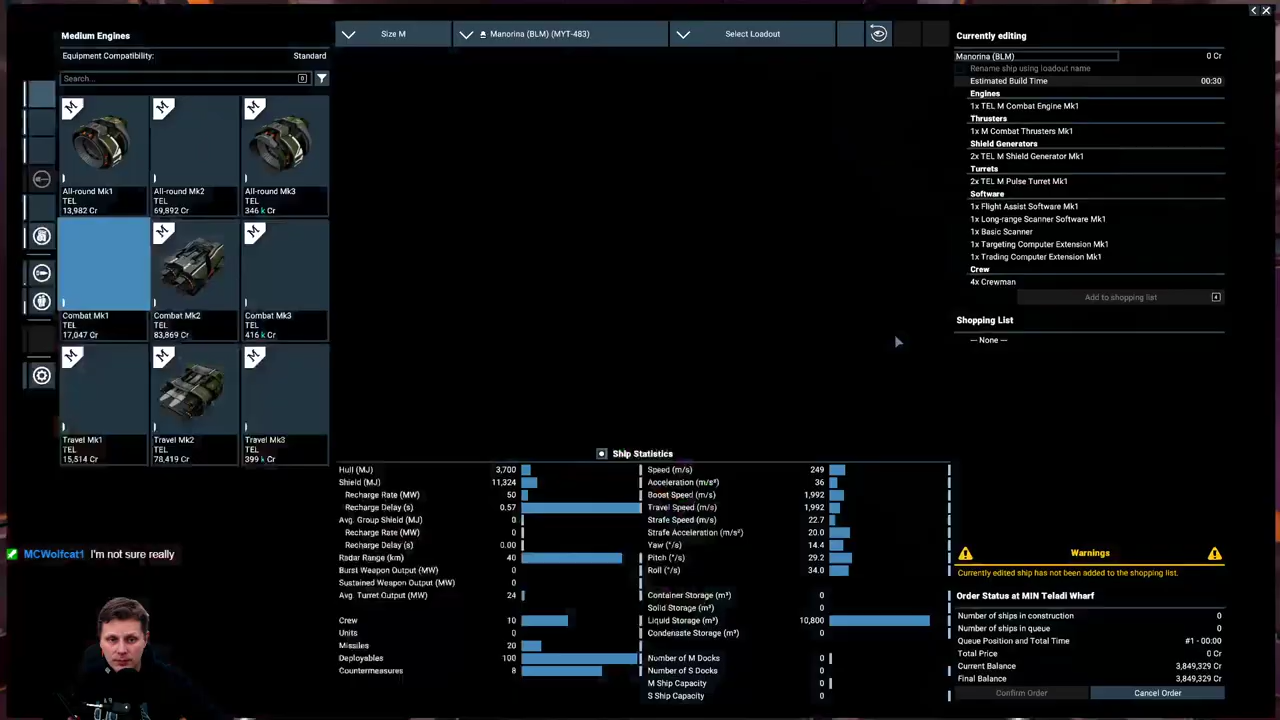 Medium Engines
Equipment Compatibility: Standard
Search...
All-round Mk1
TEL
13,982 Cr
All-round Mk2
TEL
69,892 Cr
All-round Mk3
TEL
346 k Cr
Combat Mk1
TEL
17,047 Cr
Combat Mk2
TEL
83,869 Cr
Combat Mk3
TEL
416 k Cr
Travel Mk1
TEL
15,514 Cr
Travel Mk2
TEL
78,419 Cr
Travel Mk3
TEL
399 k Cr
MCWolfcat1 I'm not sure really
Size M
Manorina (BLM) (MYT-483)
Select Loadout
Ship Statistics
Hull (MJ) 3,700
Shield (MJ) 11,324
Recharge Rate (MW) 50
Recharge Delay (s) 0.57
Avg. Group Shield (MJ) 0
Recharge Rate (MW) 0
Recharge Delay (s) 0.00
Radar Range (km) 40
Burst Weapon Output (MW) 0
Sustained Weapon Output (MW) 0
Avg. Turret Output (MW) 24
Crew 10
Units 0
Missiles 20
Deployables 100
Countermeasures 8
Speed (m/s) 249
Acceleration (m/s²) 36
Boost Speed (m/s) 1,992
Travel Speed (m/s) 1,992
Strafe Speed (m/s) 22.7
Strafe Acceleration (m/s²) 20.0
Yaw (°/s) 14.4
Pitch (°/s) 29.2
Roll (°/s) 34.0
Container Storage (m³) 0
Solid Storage (m³) 0
Liquid Storage (m³) 10,800
Condensate Storage (m³) 0
Number of M Docks 0
Number of S Docks 0
M Ship Capacity 0
S Ship Capacity 0
Currently editing
Manorina (BLM) 0 Cr
Rename ship using loadout name
Estimated Build Time 00:30
Engines
1x TEL M Combat Engine Mk1
Thrusters
1x M Combat Thrusters Mk1
Shield Generators
2x TEL M Shield Generator Mk1
Turrets
2x TEL M Pulse Turret Mk1
Software
1x Flight Assist Software Mk1
1x Long-range Scanner Software Mk1
1x Basic Scanner
1x Targeting Computer Extension Mk1
1x Trading Computer Extension Mk1
Crew
4x Crewman
Add to shopping list
Shopping List
--- None ---
Warnings
Currently edited ship has not been added to the shopping list.
Order Status at MIN Teladi Wharf
Number of ships in construction 0
Number of ships in queue 0
Queue Position and Total Time #1 - 00:00
Total Price 0 Cr
Current Balance 3,849,329 Cr
Final Balance 3,849,329 Cr
Confirm Order
Cancel Order